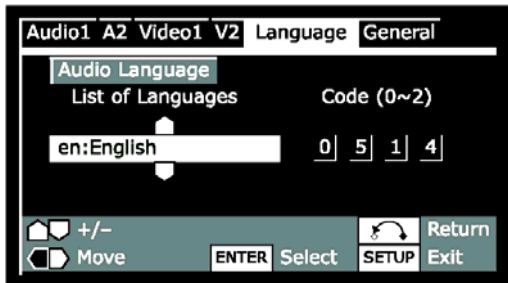 Audio1 A2 Video1 V2 Language General
Audio Language
List of Languages Code (0~2)
en:English 0 5 1 4
+/− Return
Move ENTER Select SETUP Exit